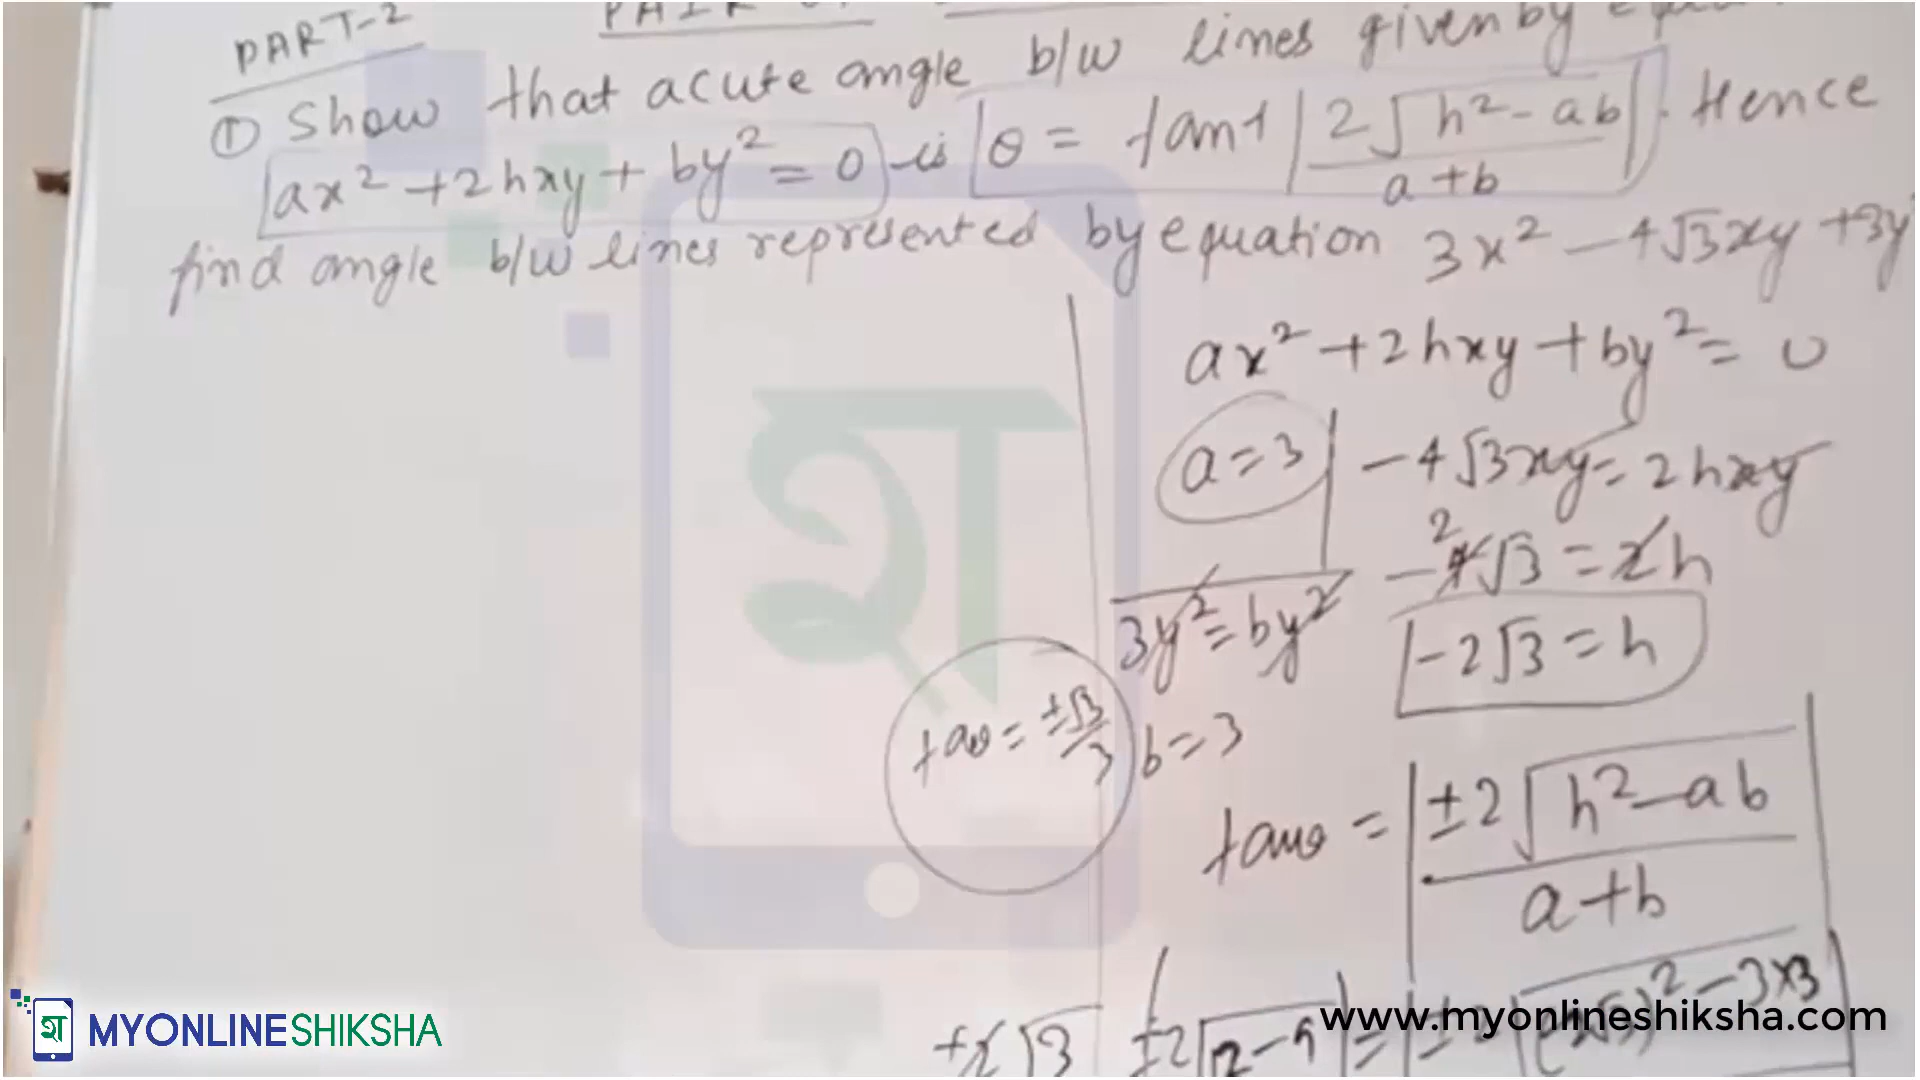 PART-2
① Show that acute angle b/w lines given by
ax² + 2hxy + by² = 0 is θ = tan⁻¹ |2√h² - ab / a + b|. Hence
find angle b/w lines represented by equation 3x² - 4√3xy + 3y²
ax² + 2hxy + by² = 0
a = 3
-4√3xy = 2hxy
-4√3 = 2h
2
3y² = by²
-2√3 = h
tanθ = ±√3/3
b = 3
tanθ = |±2√h² - ab / a + b|
MYONLINESHIKSHA
www.myonlineshiksha.com
श